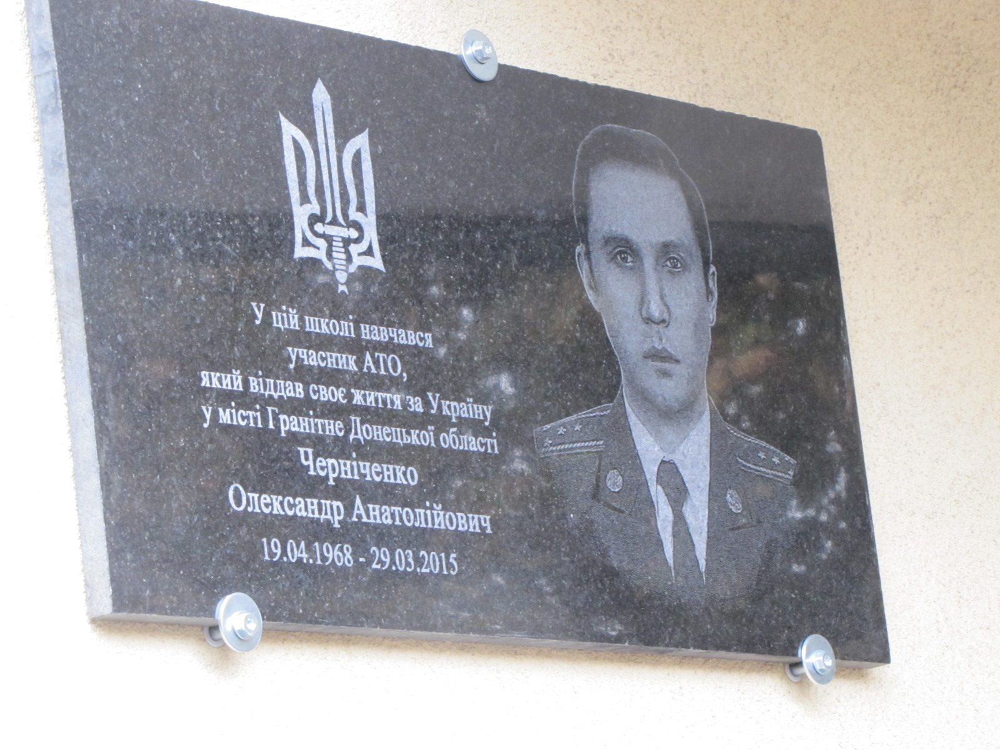 У цій школі навчався
учасник АТО,
який віддав своє життя за Україну
у місті Гранітне Донецької області
Черніченко
Олександр Анатолійович
19.04.1968 - 29.03.2015